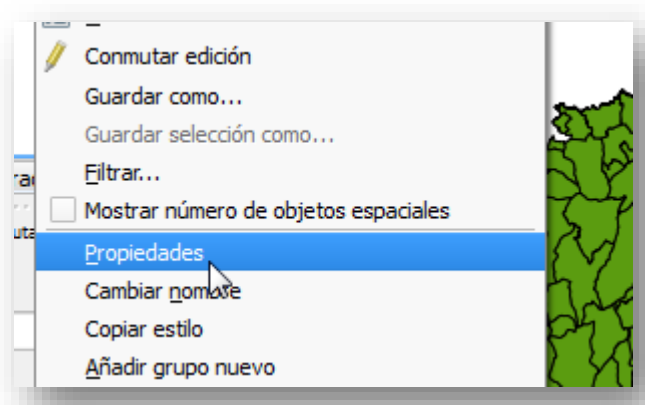 Conmutar edición
Guardar como...
Guardar selección como...
Filtrar...
Mostrar número de objetos espaciales
Propiedades
Cambiar nombre
Copiar estilo
Añadir grupo nuevo